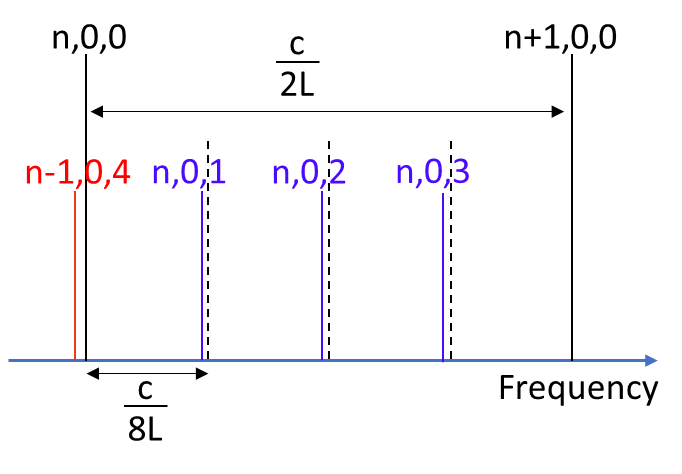 n,0,0
n+1,0,0
c
2L
n-1,0,4
n,0,1
n,0,2
n,0,3
c
8L
Frequency